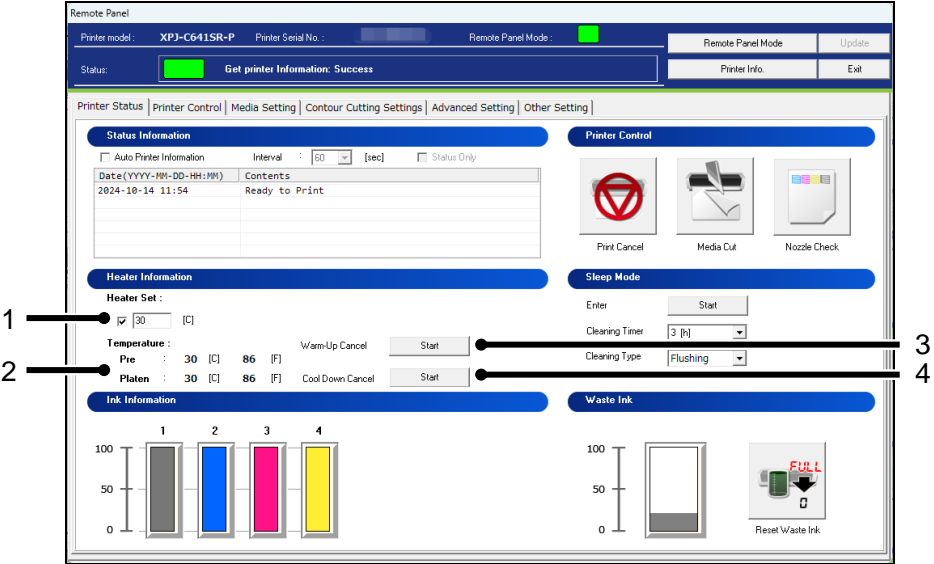 Remote Panel
Printer model : XPJ-C641SR-P Printer Serial No. : Remote Panel Mode :
Remote Panel Mode Update
Status: Get printer Information: Success
Printer Info. Exit
Printer Status Printer Control Media Setting Contour Cutting Settings Advanced Setting Other Setting
Status Information
Auto Printer Information Interval : 60 [sec] Status Only
Date(YYYY-MM-DD-HH:MM) Contents
2024-10-14 11:54 Ready to Print
Printer Control
Print Cancel Media Cut Nozzle Check
Heater Information
Heater Set :
1 30 [C]
Temperature :
2
Pre : 30 [C] 86 [F]
Platen : 30 [C] 86 [F]
Warm-Up Cancel Start 3
Cool Down Cancel Start 4
Sleep Mode
Enter Start
Cleaning Timer 3 [h]
Cleaning Type Flushing
Ink Information
1 2 3 4
100
50
0
Waste Ink
100
50
0
FULL
0
Reset Waste Ink